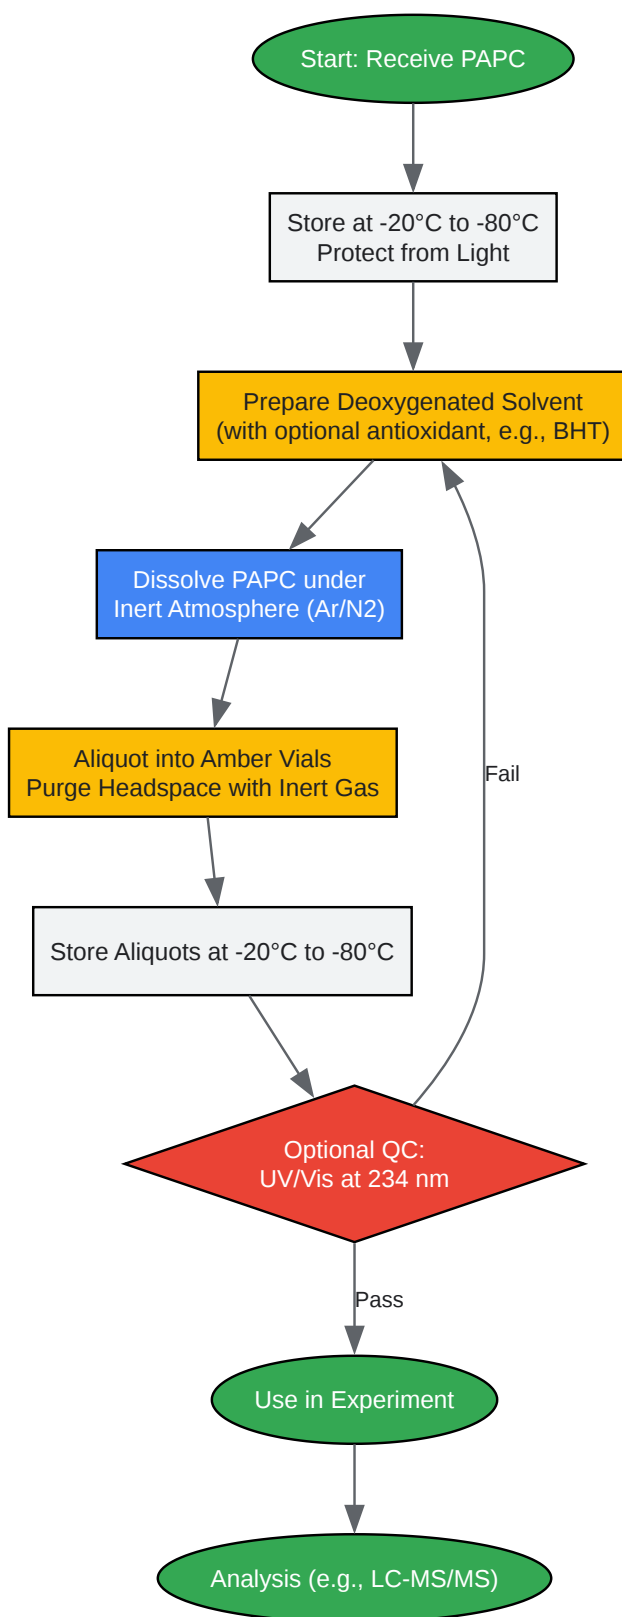 Start: Receive PAPC
Store at -20°C to -80°C
Protect from Light
Prepare Deoxygenated Solvent
(with optional antioxidant, e.g., BHT)
Dissolve PAPC under
Inert Atmosphere (Ar/N2)
Aliquot into Amber Vials
Purge Headspace with Inert Gas
Fail
Store Aliquots at -20°C to -80°C
Optional QC:
UV/Vis at 234 nm
Pass
Use in Experiment
Analysis (e.g., LC-MS/MS)